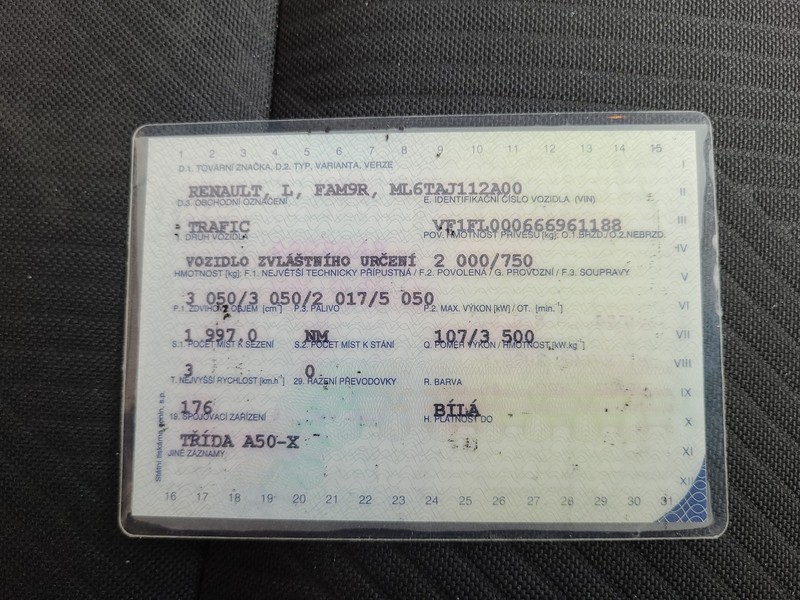 1 2 3 4 5 6 7 8 9 10 11 12 13 14 15
I
D.1. TOVÁRNÍ ZNAČKA, D.2. TYP, VARIANTA, VERZE
RENAULT, L, FAM9R, ML6TAJ112A00
II
D.3. OBCHODNÍ OZNAČENÍ E. IDENTIFIKAČNÍ ČÍSLO VOZIDLA (VIN)
TRAFIC VF1FL000666961188
III
1. DRUH VOZIDLA POV. HMOTNOST PŘÍVĚSU [kg]: O.1.BRZD./O.2.NEBRZD.
IV
VOZIDLO ZVLÁŠTNÍHO URČENÍ 2 000/750
HMOTNOST [kg]: F.1. NEJVĚTŠÍ TECHNICKY PŘÍPUSTNÁ / F.2. POVOLENÁ / G. PROVOZNÍ / F.3. SOUPRAVY
V
3 050/3 050/2 017/5 050
P.1. ZDVIHOVÝ OBJEM [cm³] P.3. PALIVO P.2. MAX. VÝKON [kW] / OT. [min.⁻¹]
VI
1 997.0 NM 107/3 500
VII
S.1. POČET MÍST K SEZENÍ S.2. POČET MÍST K STÁNÍ Q. POMĚR VÝKON / HMOTNOST [kW.kg⁻¹]
3 0
VIII
T. NEJVYŠŠÍ RYCHLOST [km.h⁻¹] 29. ŘAZENÍ PŘEVODOVKY R. BARVA
IX
176 BÍLÁ
19. SPOJOVACÍ ZAŘÍZENÍ H. PLATNOST DO
X
TŘÍDA A50-X
JINÉ ZÁZNAMY
XI
XII
16 17 18 19 20 21 22 23 24 25 26 27 28 29 30 31
Státní tiskárna cenin, s.p.